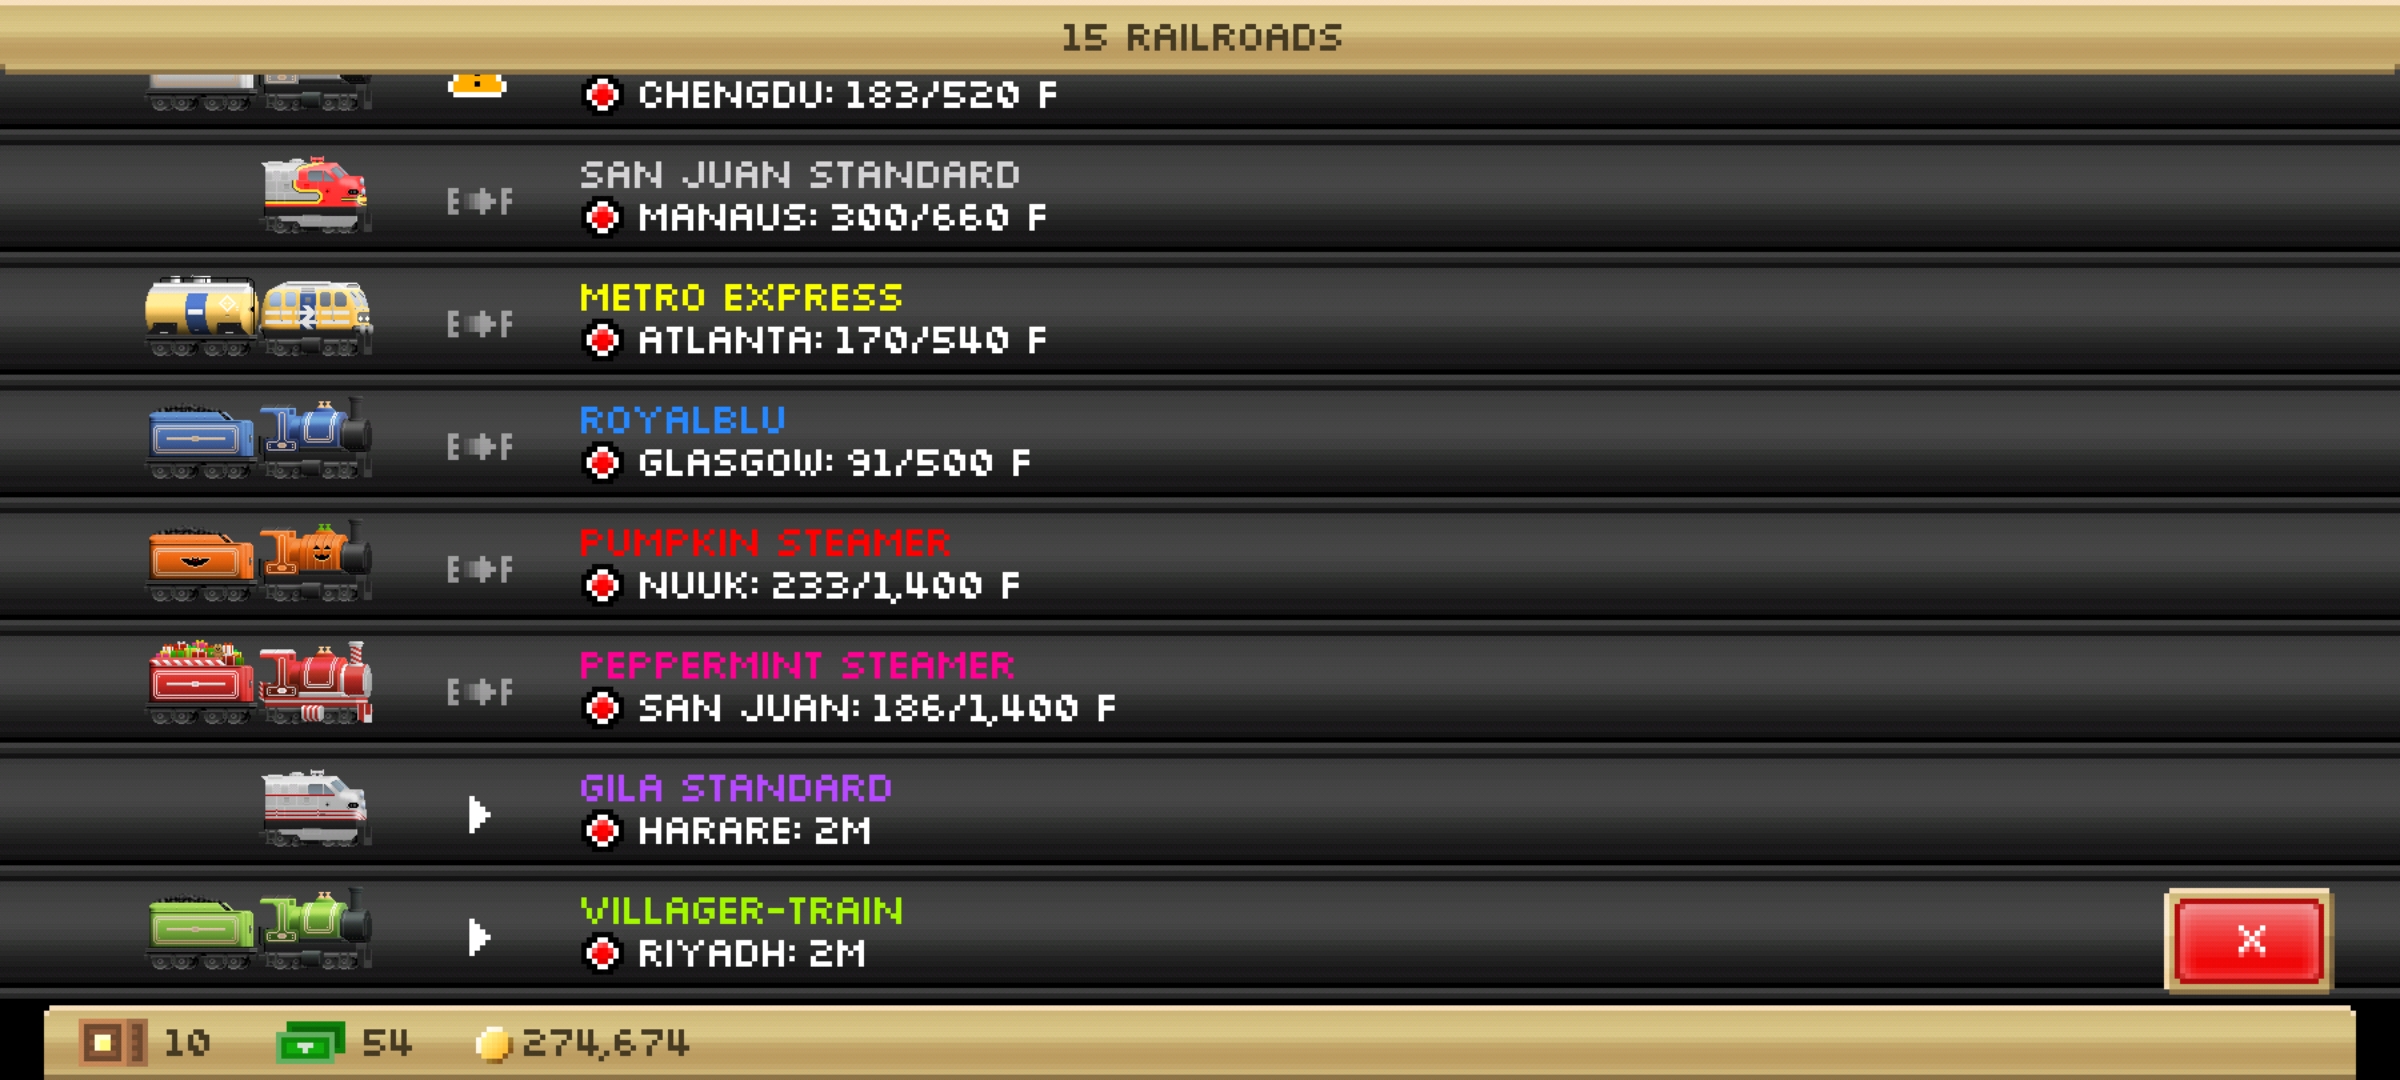 15 RAILROADS
CHENGDU: 183/520 F
SAN JUAN STANDARD
E F
MANAUS: 300/660 F
METRO EXPRESS
E F
ATLANTA: 170/540 F
ROYALBLU
E F
GLASGOW: 91/500 F
PUMPKIN STEAMER
E F
NUUK: 233/1,400 F
PEPPERMINT STEAMER
E F
SAN JUAN: 186/1,400 F
GILA STANDARD
HARARE: 2M
VILLAGER-TRAIN
RIYADH: 2M
X
10 54 274,674